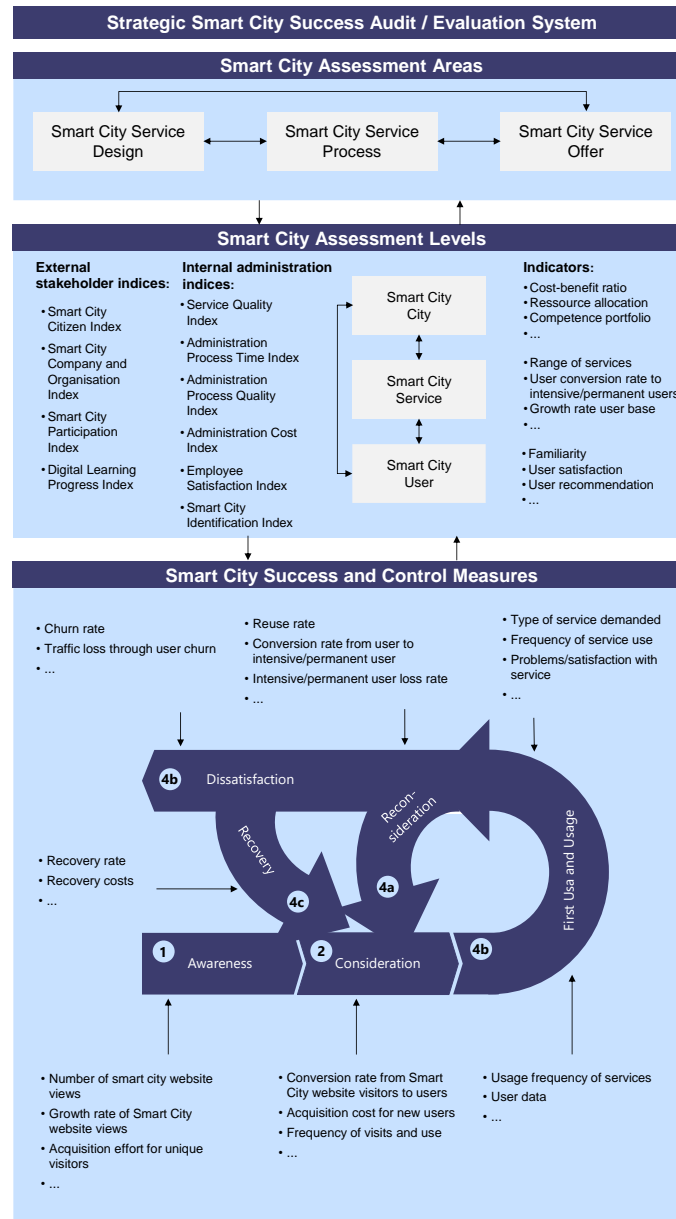 Strategic Smart City Success Audit / Evaluation System
Smart City Assessment Areas
Smart City Service
Design
Smart City Service
Process
Smart City Service
Offer
Smart City Assessment Levels
External
stakeholder indices:
• Smart City
Citizen Index
• Smart City
Company and
Organisation
Index
• Smart City
Participation
Index
• Digital Learning
Progress Index
Internal administration
indices:
• Service Quality
Index
• Administration
Process Time Index
• Administration
Process Quality
Index
• Administration Cost
Index
• Employee
Satisfaction Index
• Smart City
Identification Index
Smart City
City
Smart City
Service
Smart City
User
Indicators:
• Cost-benefit ratio
• Ressource allocation
• Competence portfolio
• ...
• Range of services
• User conversion rate to
intensive/permanent users
• Growth rate user base
• ...
• Familiarity
• User satisfaction
• User recommendation
• ...
Smart City Success and Control Measures
• Churn rate
• Traffic loss through user churn
• ...
• Reuse rate
• Conversion rate from user to
intensive/permanent user
• Intensive/permanent user loss rate
• ...
• Type of service demanded
• Frequency of service use
• Problems/satisfaction with
service
• ...
4b
Dissatisfaction
Recon-
sideration
Recovery
First Usa and Usage
• Recovery rate
• Recovery costs
• ...
4c
4a
1
Awareness
2
Consideration
4b
• Number of smart city website
views
• Growth rate of Smart City
website views
• Acquisition effort for unique
visitors
• ...
• Conversion rate from Smart
City website visitors to users
• Acquisition cost for new users
• Frequency of visits and use
• ...
• Usage frequency of services
• User data
• ...